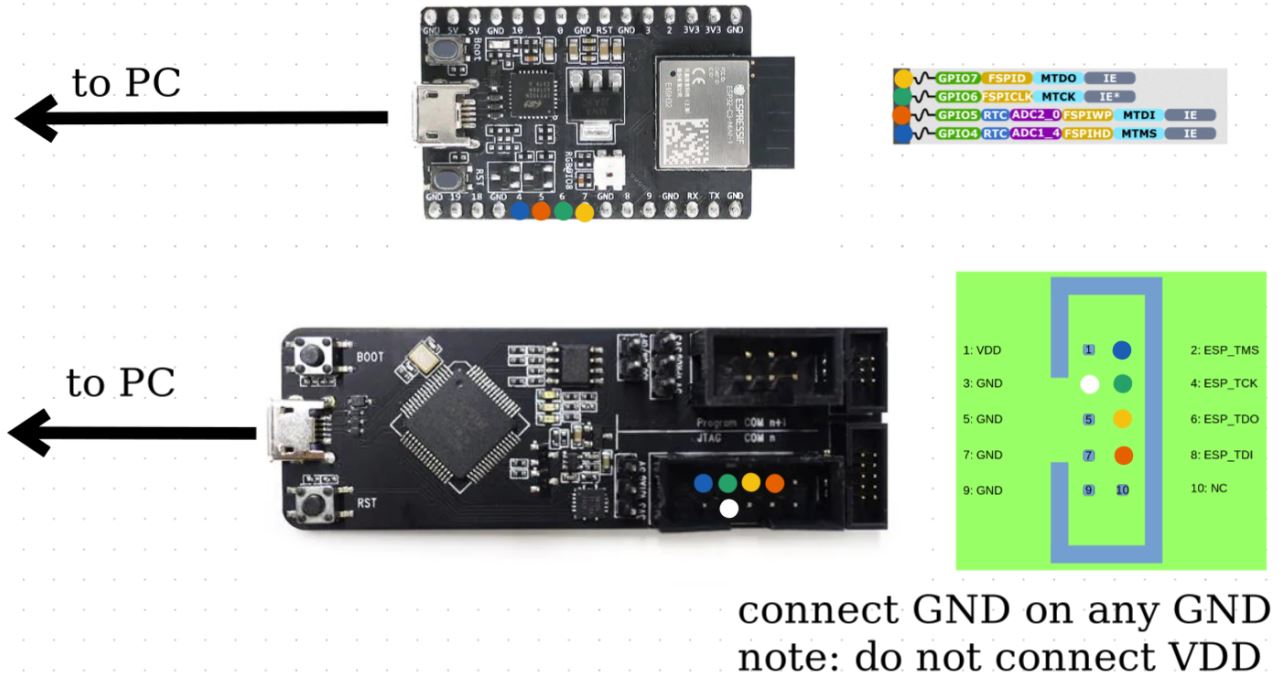 GND 5V 5V GND 10 1 0 GND RST GND 3 2 3V3 3V3 GND
Boot
to PC
ESPRESSIF
RST
RGB@IO8
GND 19 18 GND 4 5 6 7 GND 8 9 GND RX TX GND
GPIO7 FSPID MTDO IE
GPIO6 FSPICLK MTCK IE*
GPIO5 RTC ADC2_0 FSPIWP MTDI IE
GPIO4 RTC ADC1_4 FSPIHD MTMS IE
to PC
BOOT
RST
Program COM n+1
JTAG COM n
1: VDD 1 2: ESP_TMS
3: GND 4: ESP_TCK
5: GND 5 6: ESP_TDO
7: GND 7 8: ESP_TDI
9: GND 9 10 10: NC
connect GND on any GND
note: do not connect VDD